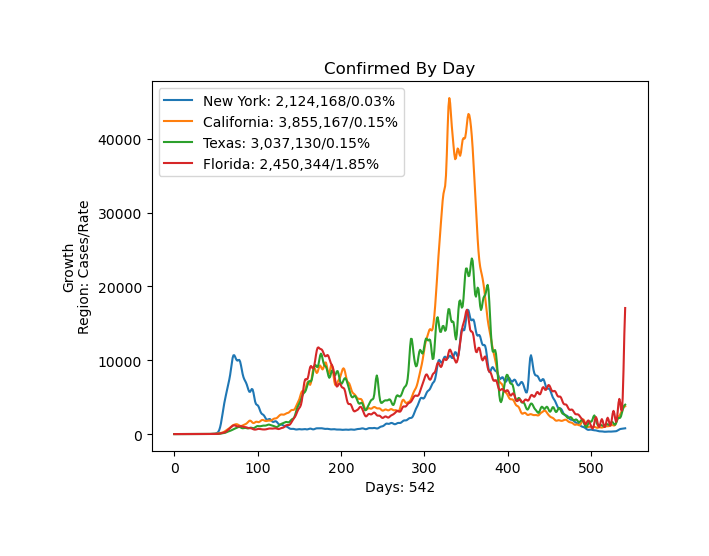 Confirmed By Day
New York: 2,124,168/0.03%
California: 3,855,167/0.15%
Texas: 3,037,130/0.15%
Florida: 2,450,344/1.85%
Growth
Region: Cases/Rate
40000
30000
20000
10000
0
0 100 200 300 400 500
Days: 542